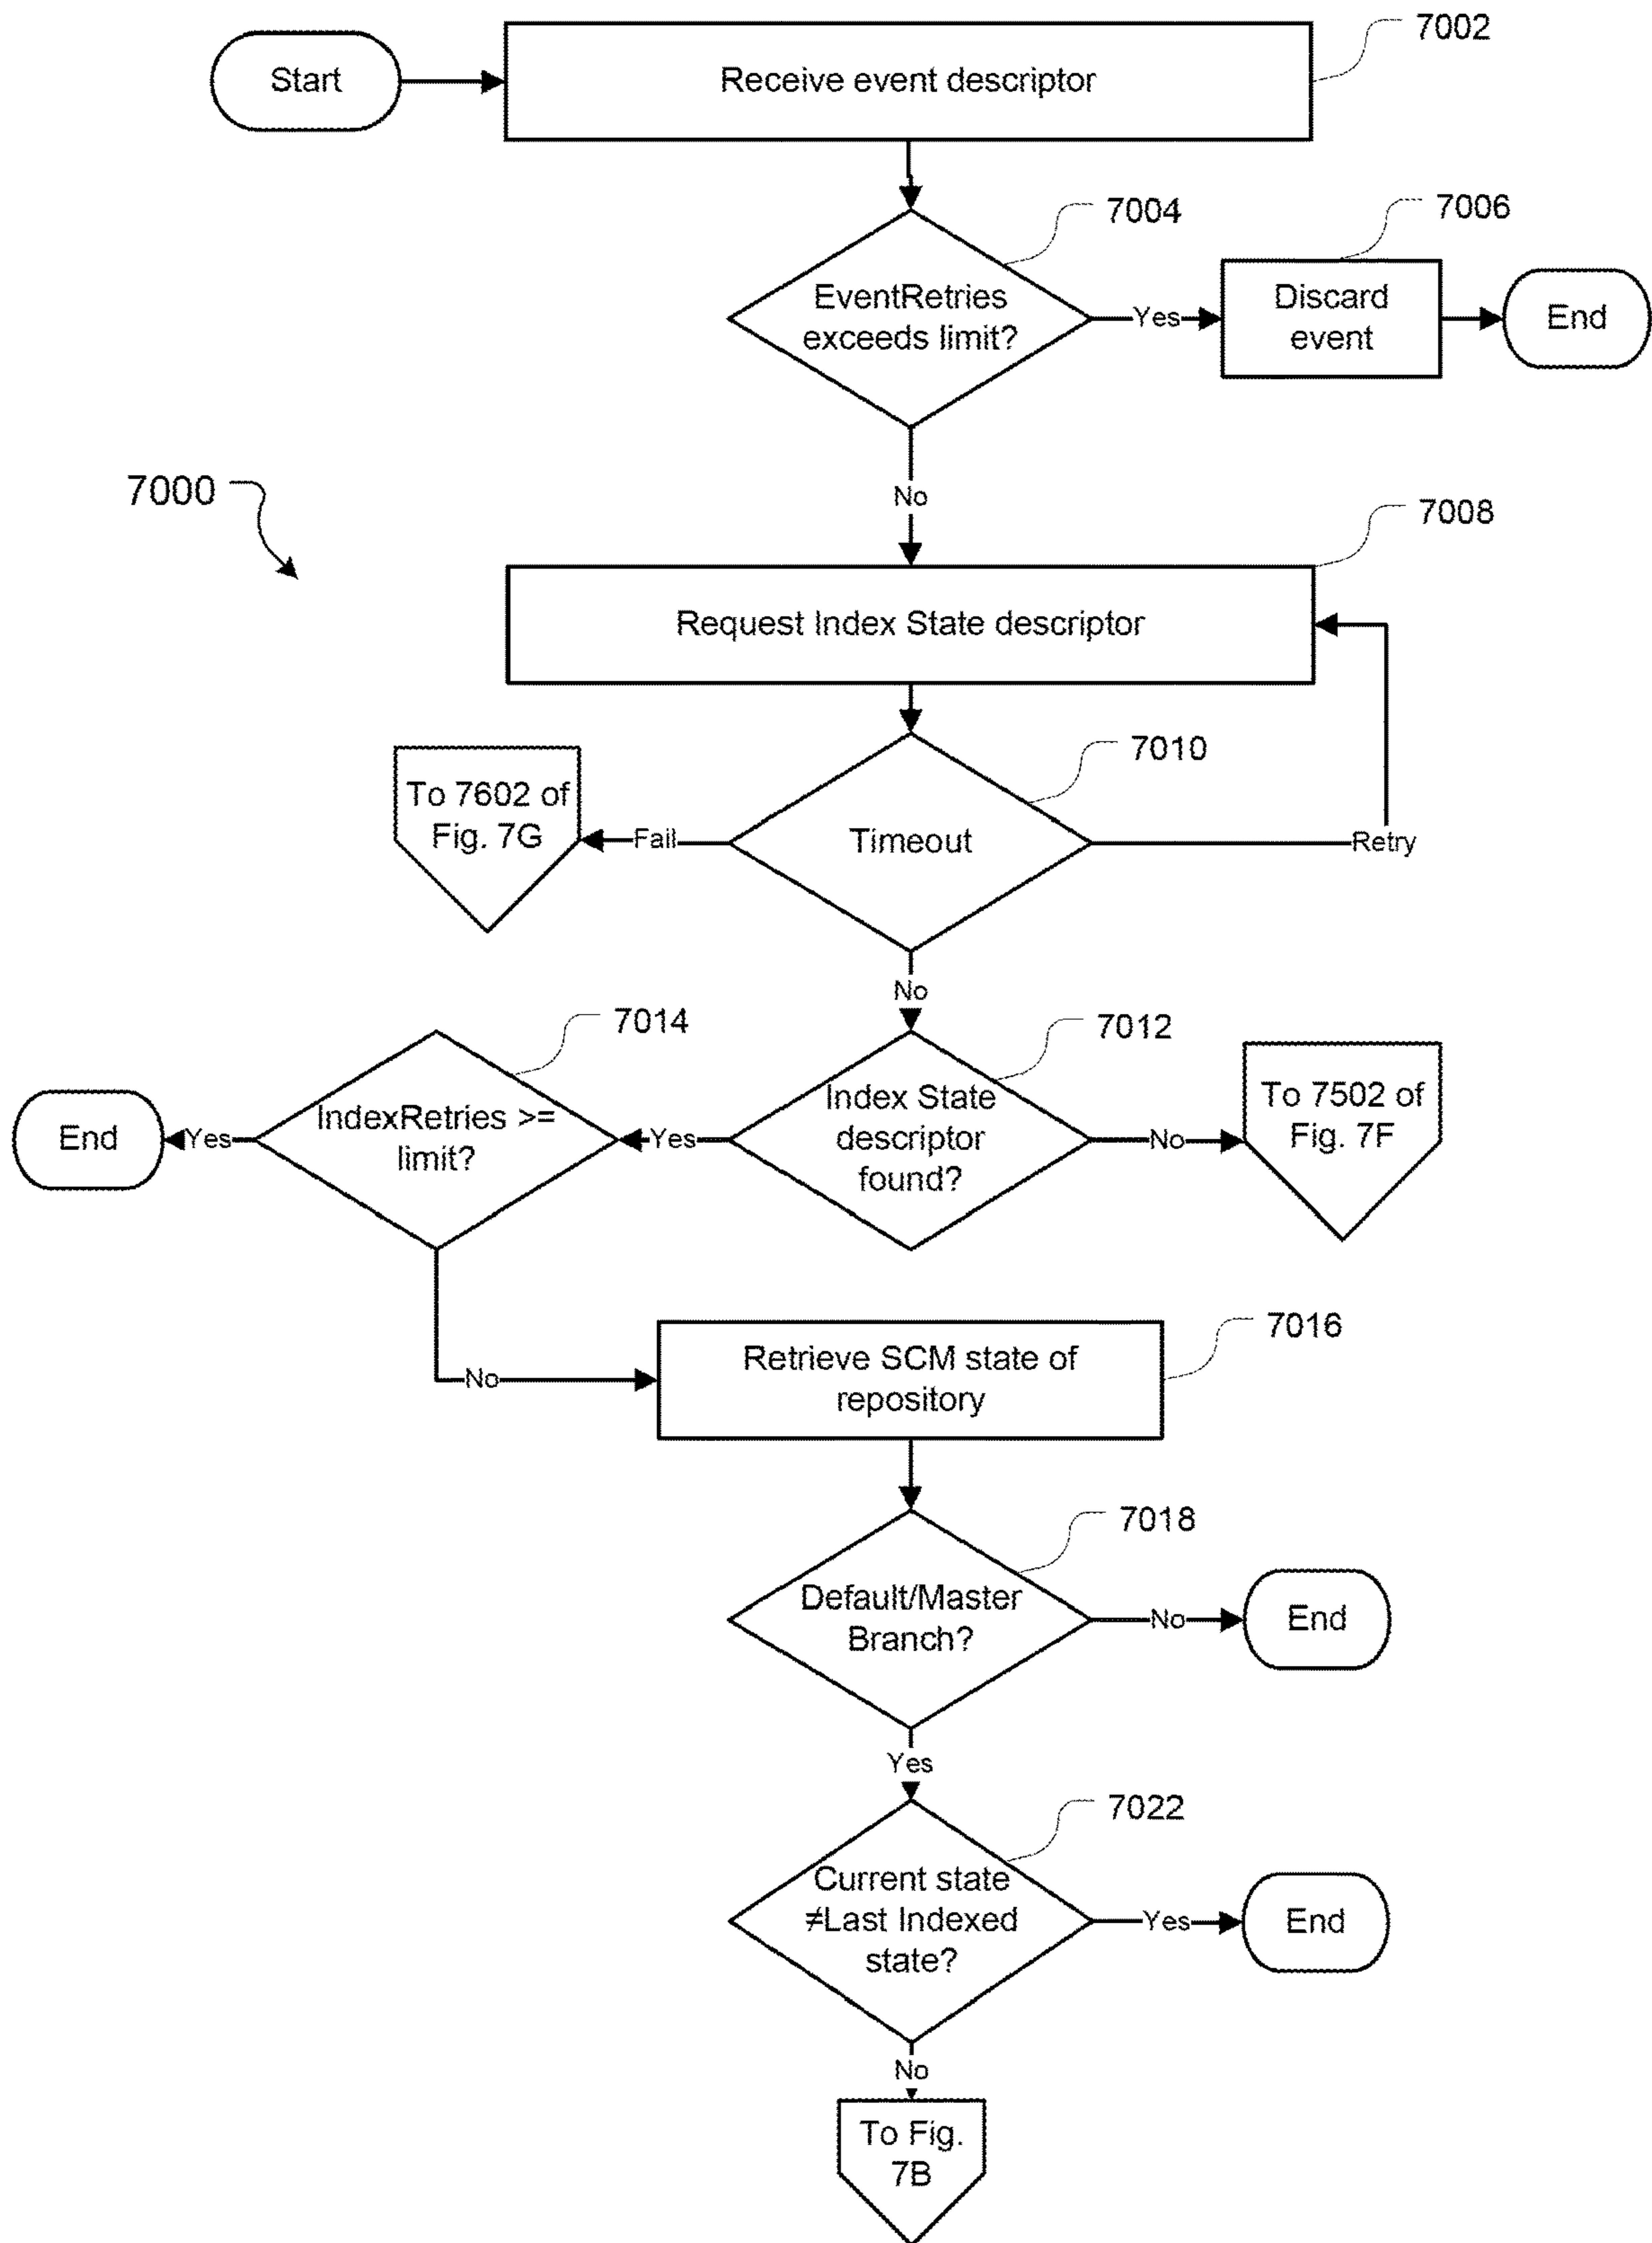 7002
Start
Receive event descriptor
7004
7006
EventRetries
exceeds limit?
Yes
Discard
event
End
No
7000
7008
Request Index State descriptor
7010
To 7602 of
Fig. 7G
Fail
Timeout
Retry
No
7014
7012
End
Yes
IndexRetries >=
limit?
Yes
Index State
descriptor
found?
No
To 7502 of
Fig. 7F
No
7016
Retrieve SCM state of
repository
7018
Default/Master
Branch?
No
End
Yes
7022
Current state
≠Last Indexed
state?
Yes
End
No
To Fig.
7B